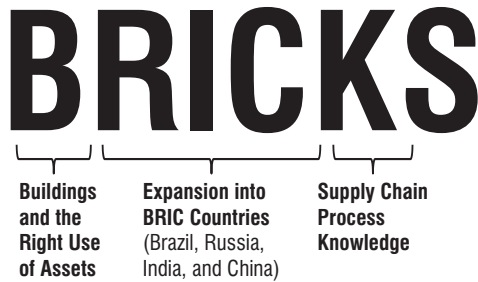 BRICKS
Buildings
and the
Right Use
of Assets
Expansion into
BRIC Countries
(Brazil, Russia,
India, and China)
Supply Chain
Process
Knowledge